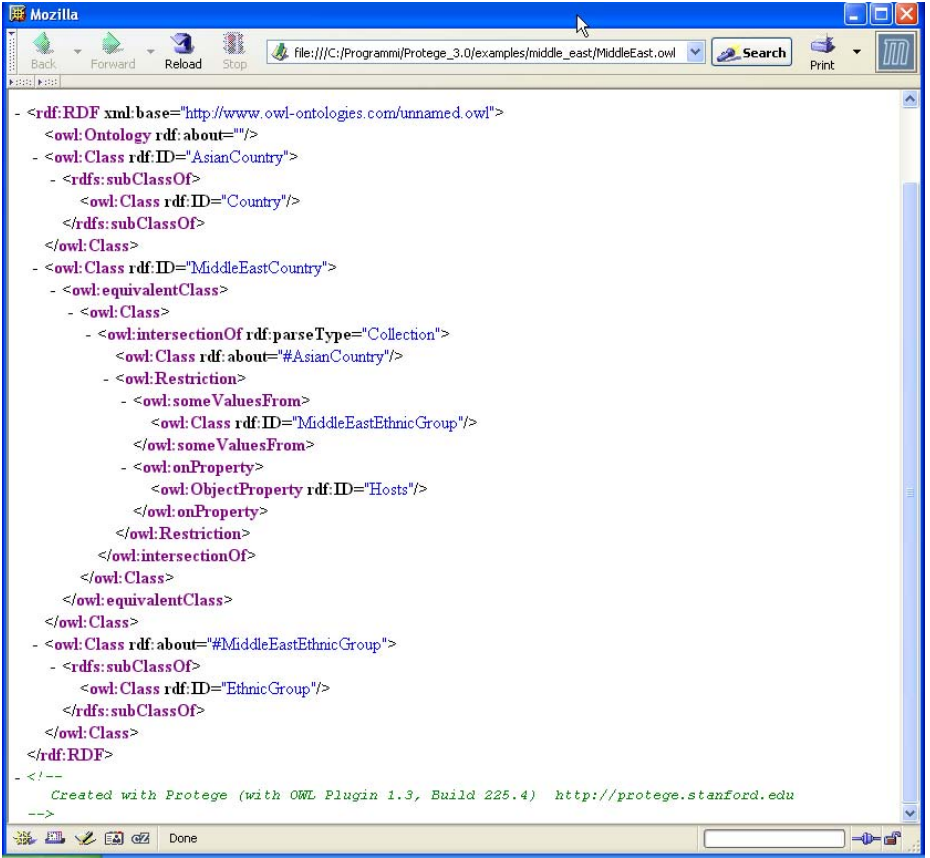 Mozilla
Back Forward Reload Stop file:///C:/Programmi/Protege_3.0/examples/middle_east/MiddleEast.owl Search Print
- <rdf:RDF xml:base="http://www.owl-ontologies.com/unnamed.owl">
<owl:Ontology rdf:about=""/>
- <owl:Class rdf:ID="AsianCountry">
- <rdfs:subClassOf>
<owl:Class rdf:ID="Country"/>
</rdfs:subClassOf>
</owl:Class>
- <owl:Class rdf:ID="MiddleEastCountry">
- <owl:equivalentClass>
- <owl:Class>
- <owl:intersectionOf rdf:parseType="Collection">
<owl:Class rdf:about="#AsianCountry"/>
- <owl:Restriction>
- <owl:someValuesFrom>
<owl:Class rdf:ID="MiddleEastEthnicGroup"/>
</owl:someValuesFrom>
- <owl:onProperty>
<owl:ObjectProperty rdf:ID="Hosts"/>
</owl:onProperty>
</owl:Restriction>
</owl:intersectionOf>
</owl:Class>
</owl:equivalentClass>
</owl:Class>
- <owl:Class rdf:about="#MiddleEastEthnicGroup">
- <rdfs:subClassOf>
<owl:Class rdf:ID="EthnicGroup"/>
</rdfs:subClassOf>
</owl:Class>
</rdf:RDF>
- <!--
Created with Protege (with OWL Plugin 1.3, Build 225.4) http://protege.stanford.edu
-->
Done